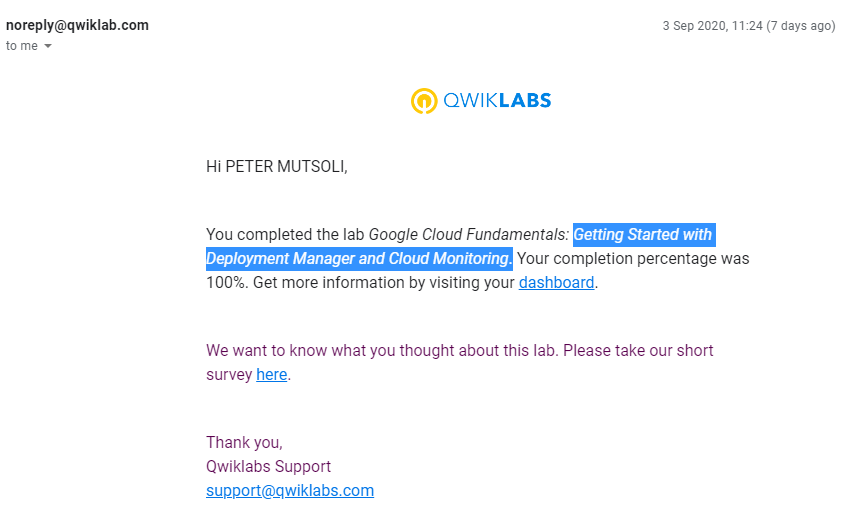 noreply@qwiklab.com
3 Sep 2020, 11:24 (7 days ago)
to me
QWIKLABS
Hi PETER MUTSOLI,
You completed the lab Google Cloud Fundamentals: Getting Started with
Deployment Manager and Cloud Monitoring. Your completion percentage was
100%. Get more information by visiting your dashboard.
We want to know what you thought about this lab. Please take our short
survey here.
Thank you,
Qwiklabs Support
support@qwiklabs.com